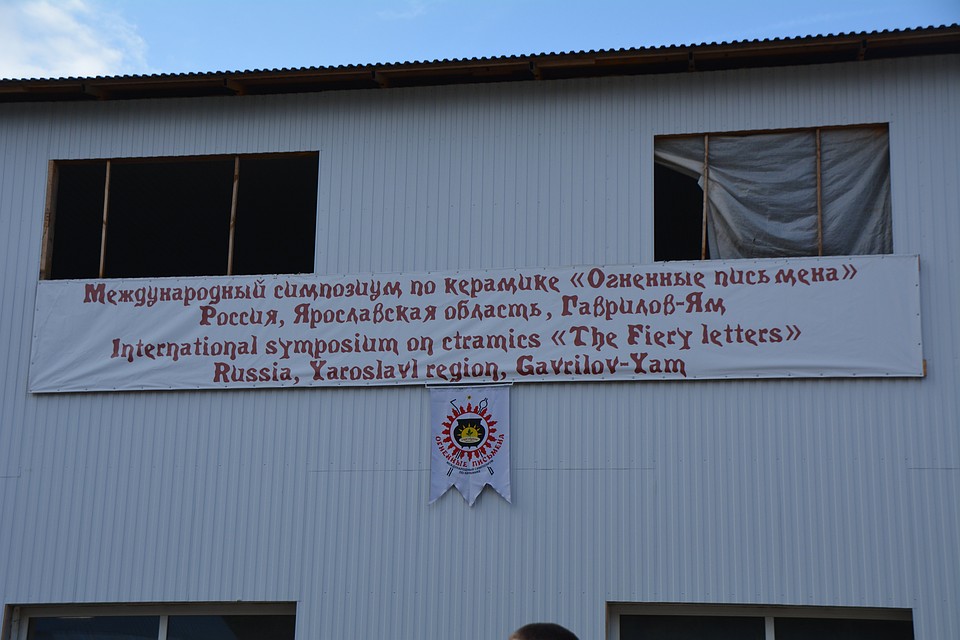 Международный симпозиум по керамике «Огненные письмена»
Россия, Ярославская область, Гаврилов-Ям
International symposium on ctramics «The Fiery letters»
Russia, Yaroslavl region, Gavrilov-Yam
ОГНЕННЫЕ ПИСЬМЕНА